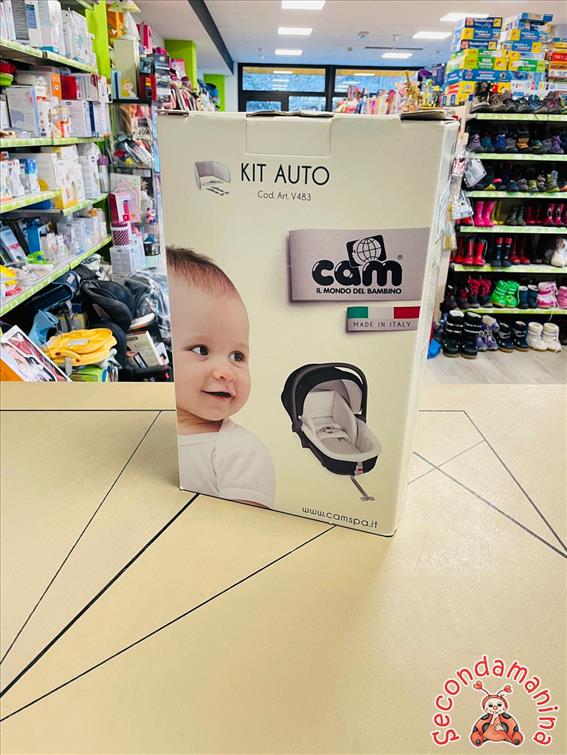 KIT AUTO
Cod. Art. V483
cam®
IL MONDO DEL BAMBINO
MADE IN ITALY
www.camspa.it
Secondamanina